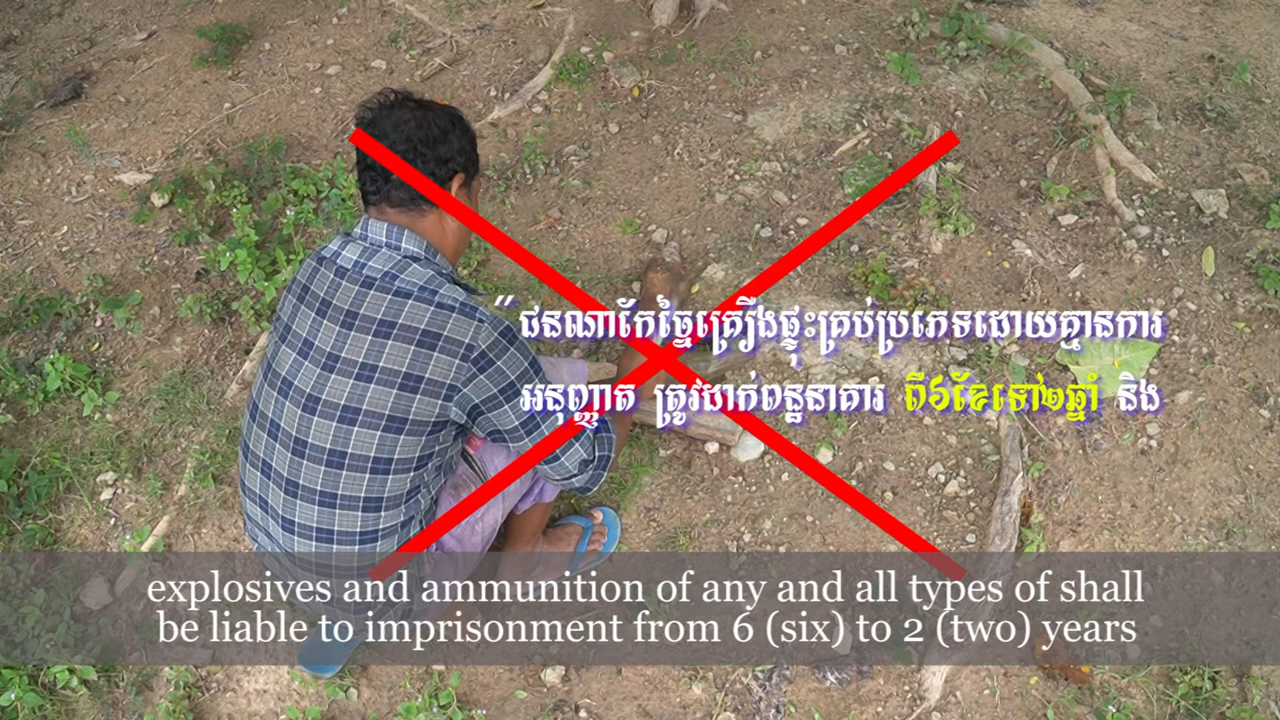 "ជនណាកែច្នៃគ្រឿងផ្ទុះគ្រប់ប្រភេទដោយគ្មានការ
អនុញ្ញាត ត្រូវដាក់ពន្ធនាគារ ពី៦ខែទៅ២ឆ្នាំ និង
explosives and ammunition of any and all types of shall
be liable to imprisonment from 6 (six) to 2 (two) years